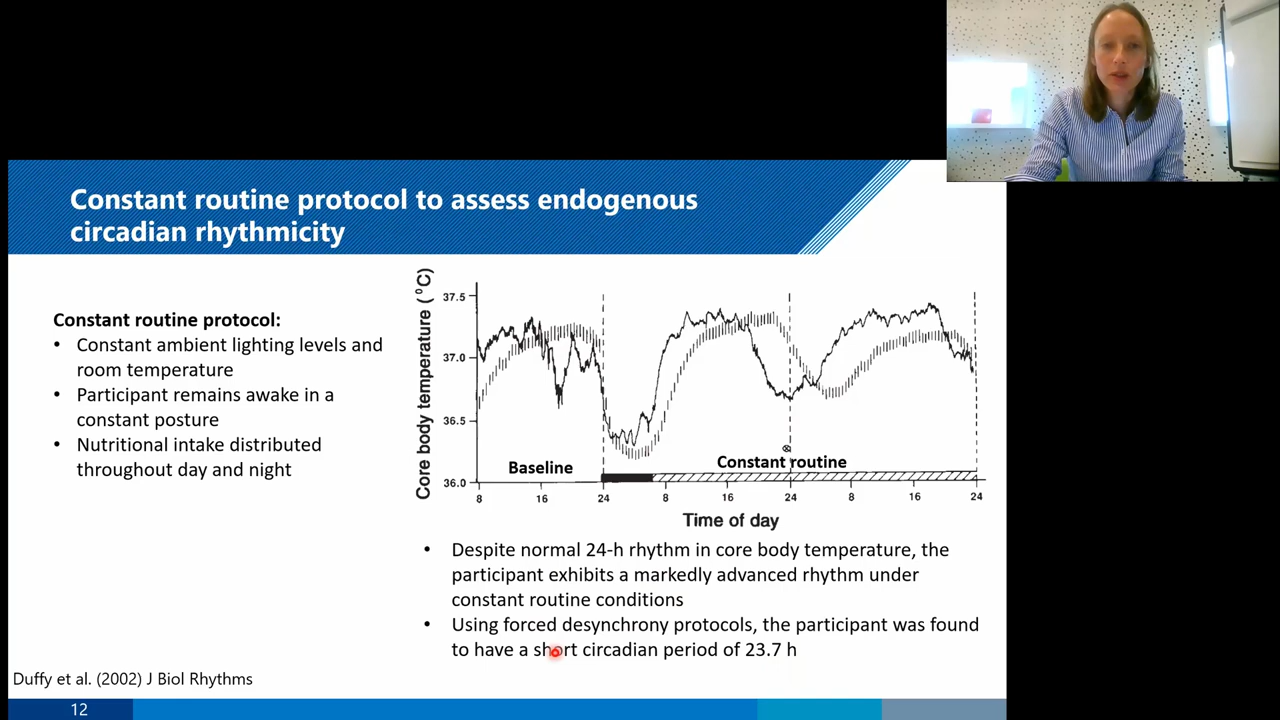 Constant routine protocol to assess endogenous
circadian rhythmicity
Constant routine protocol:
• Constant ambient lighting levels and
room temperature
• Participant remains awake in a
constant posture
• Nutritional intake distributed
throughout day and night
Core body temperature (°C)
37.5
37.0
36.5
36.0
Baseline
Constant routine
8 16 24 8 16 24 8 16 24
Time of day
• Despite normal 24-h rhythm in core body temperature, the
participant exhibits a markedly advanced rhythm under
constant routine conditions
• Using forced desynchrony protocols, the participant was found
to have a short circadian period of 23.7 h
Duffy et al. (2002) J Biol Rhythms
12